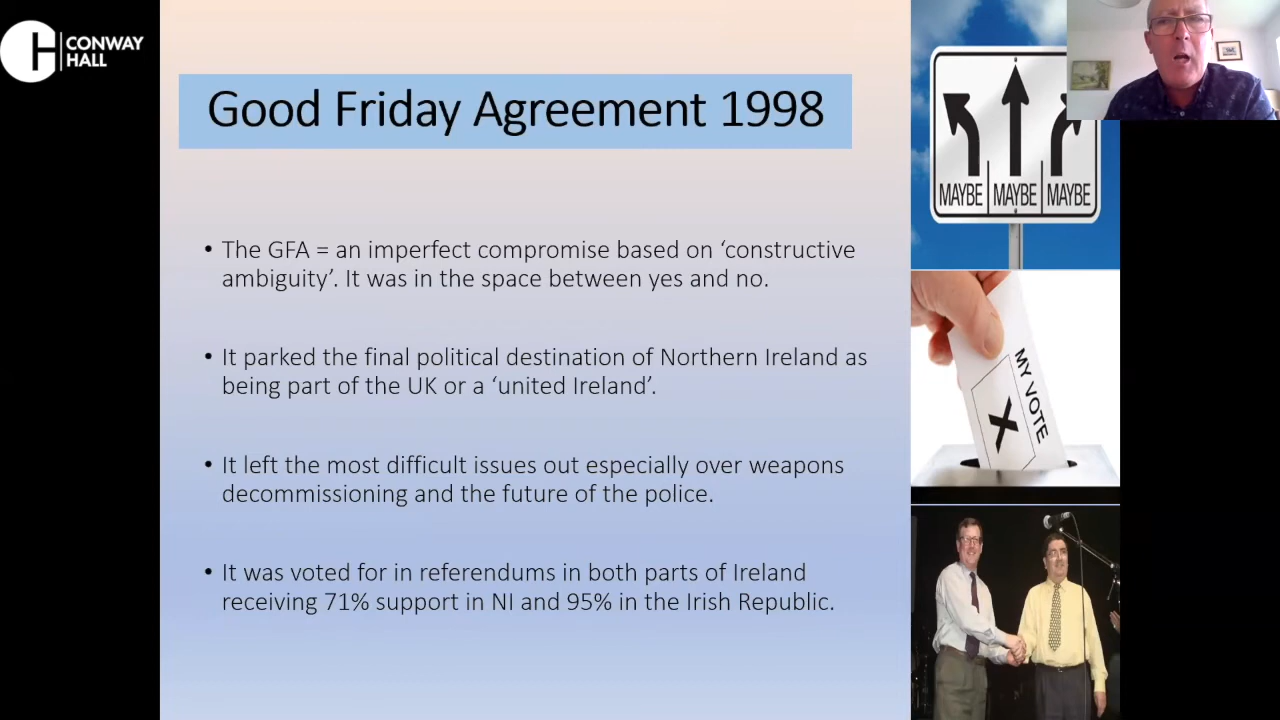 CONWAY
HALL
Good Friday Agreement 1998
• The GFA = an imperfect compromise based on ‘constructive
ambiguity’. It was in the space between yes and no.
• It parked the final political destination of Northern Ireland as
being part of the UK or a ‘united Ireland’.
• It left the most difficult issues out especially over weapons
decommissioning and the future of the police.
• It was voted for in referendums in both parts of Ireland
receiving 71% support in NI and 95% in the Irish Republic.
MAYBE MAYBE MAYBE
MY VOTE
X